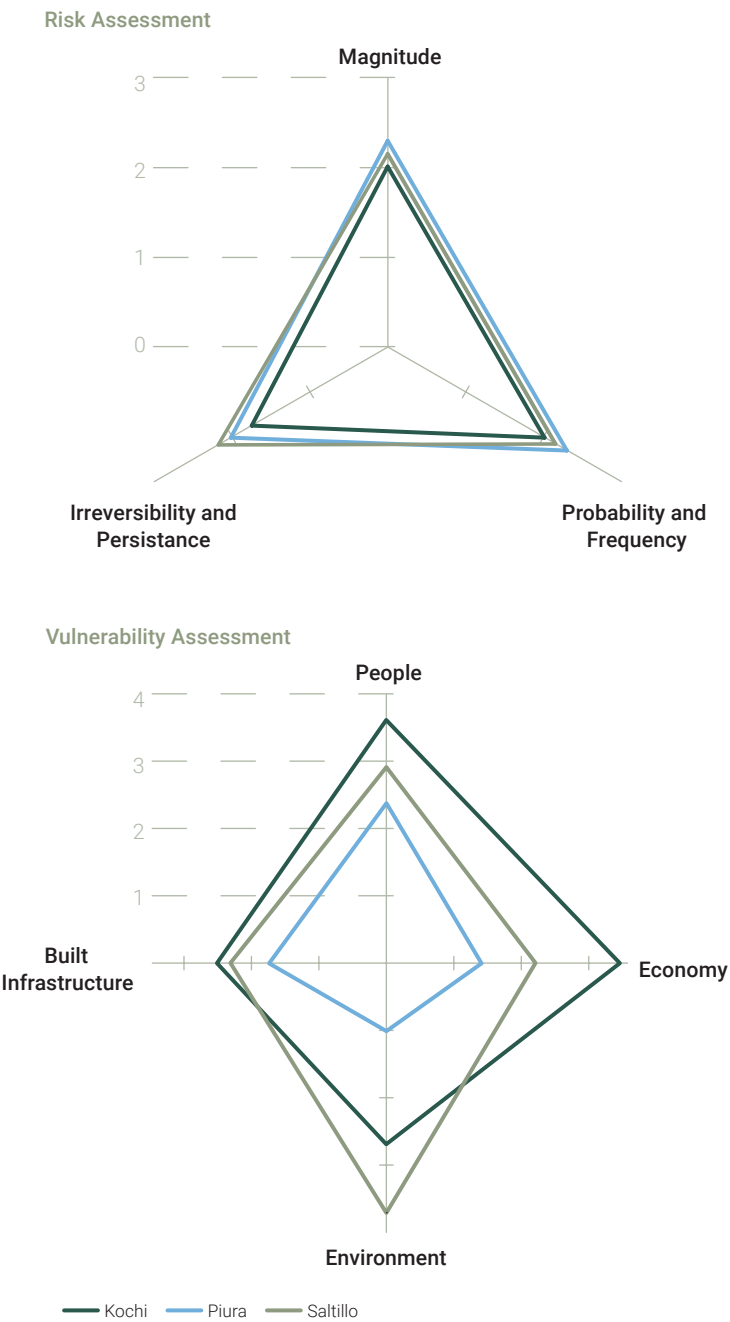 Risk Assessment
Magnitude
3
2
1
0
Irreversibility and
Persistance
Probability and
Frequency
Vulnerability Assessment
People
4
3
2
1
Built
Infrastructure
Economy
Environment
Kochi
Piura
Saltillo